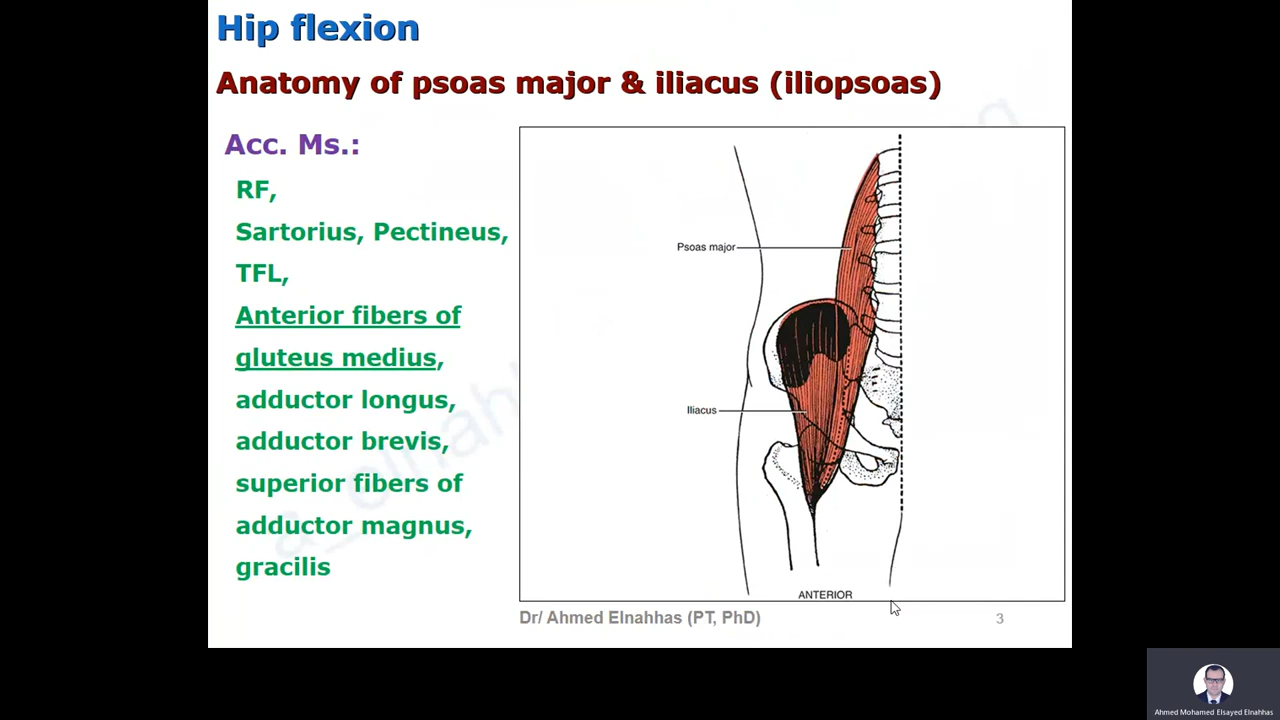 Hip flexion
Anatomy of psoas major & iliacus (iliopsoas)
Acc. Ms.:
RF,
Sartorius, Pectineus,
TFL,
Anterior fibers of
gluteus medius,
adductor longus,
adductor brevis,
superior fibers of
adductor magnus,
gracilis
Psoas major
Iliacus
ANTERIOR
Dr/ Ahmed Elnahhas (PT, PhD)
3
Ahmed Mohamed Elsayed Elnahhas